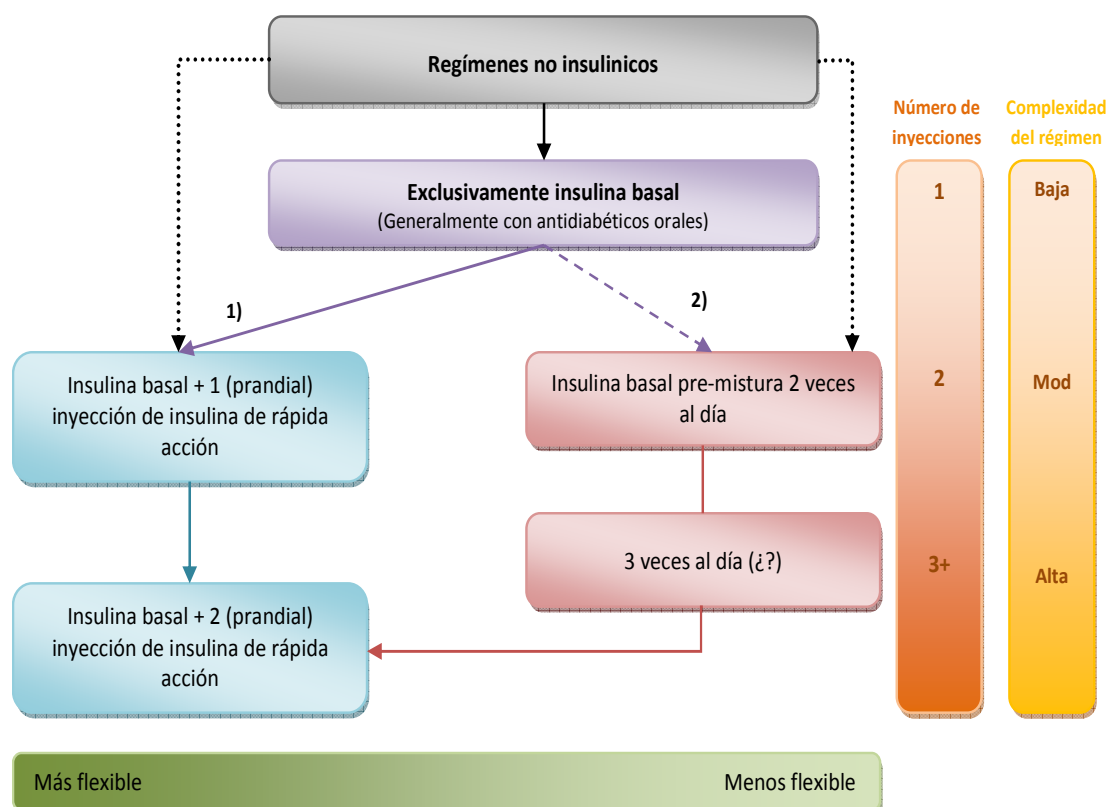 Regímenes no insulinicos
Número de
inyecciones
Complexidad
del régimen
Exclusivamente insulina basal
(Generalmente con antidiabéticos orales)
1
Baja
1)
2)
Insulina basal + 1 (prandial)
inyección de insulina de rápida
acción
Insulina basal pre-mistura 2 veces
al día
2
Mod
3 veces al día (¿?)
3+
Alta
Insulina basal + 2 (prandial)
inyección de insulina de rápida
acción
Más flexible
Menos flexible